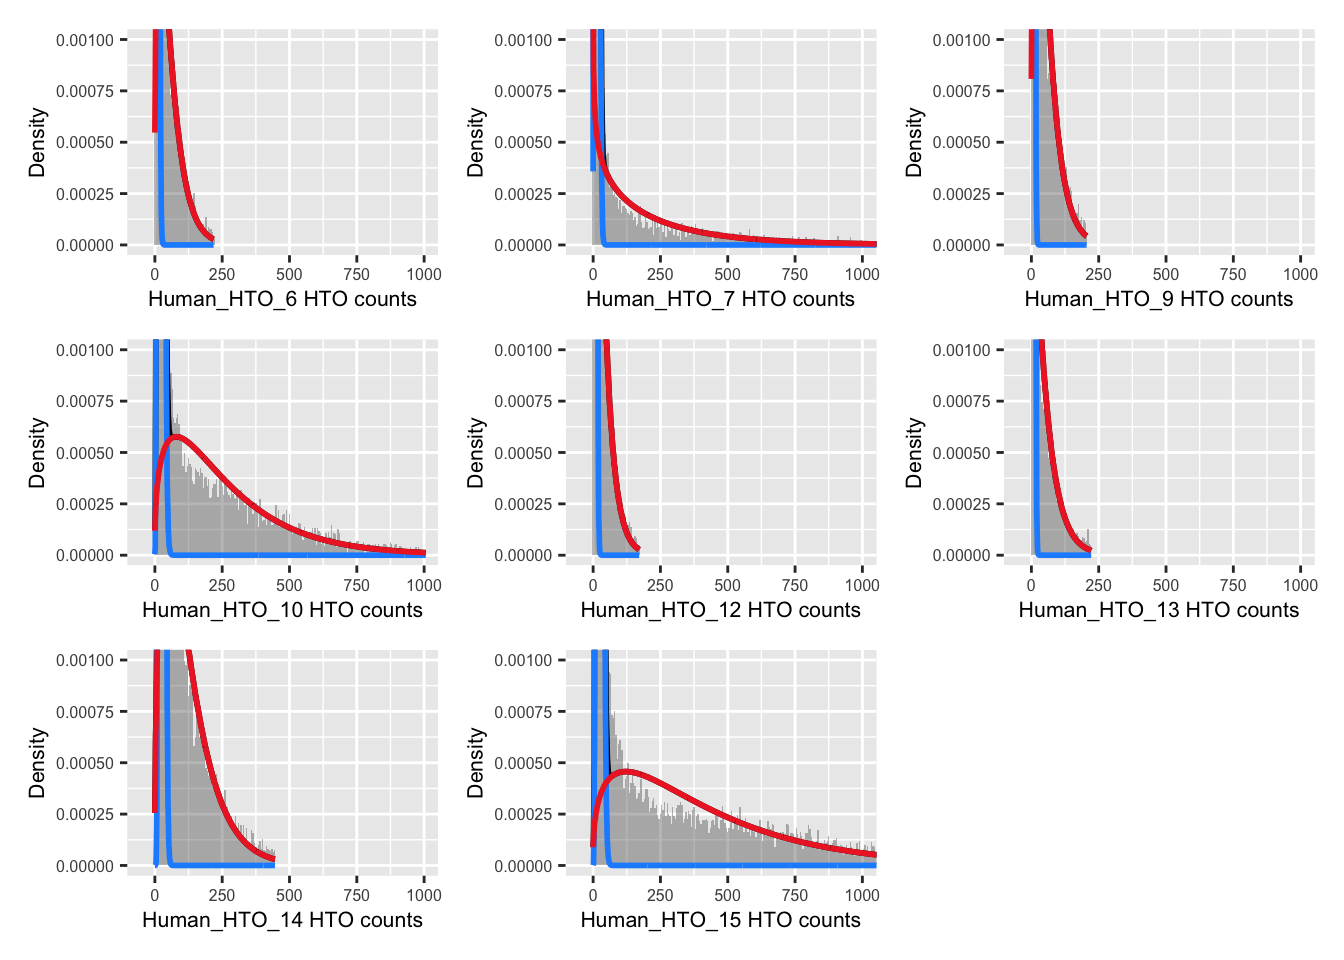 0.00100
0.00075
0.00050
0.00025
0.00000
Density
0 250 500 750 1000
Human_HTO_6 HTO counts
0.00100
0.00075
0.00050
0.00025
0.00000
Density
0 250 500 750 1000
Human_HTO_7 HTO counts
0.00100
0.00075
0.00050
0.00025
0.00000
Density
0 250 500 750 1000
Human_HTO_9 HTO counts
0.00100
0.00075
0.00050
0.00025
0.00000
Density
0 250 500 750 1000
Human_HTO_10 HTO counts
0.00100
0.00075
0.00050
0.00025
0.00000
Density
0 250 500 750 1000
Human_HTO_12 HTO counts
0.00100
0.00075
0.00050
0.00025
0.00000
Density
0 250 500 750 1000
Human_HTO_13 HTO counts
0.00100
0.00075
0.00050
0.00025
0.00000
Density
0 250 500 750 1000
Human_HTO_14 HTO counts
0.00100
0.00075
0.00050
0.00025
0.00000
Density
0 250 500 750 1000
Human_HTO_15 HTO counts